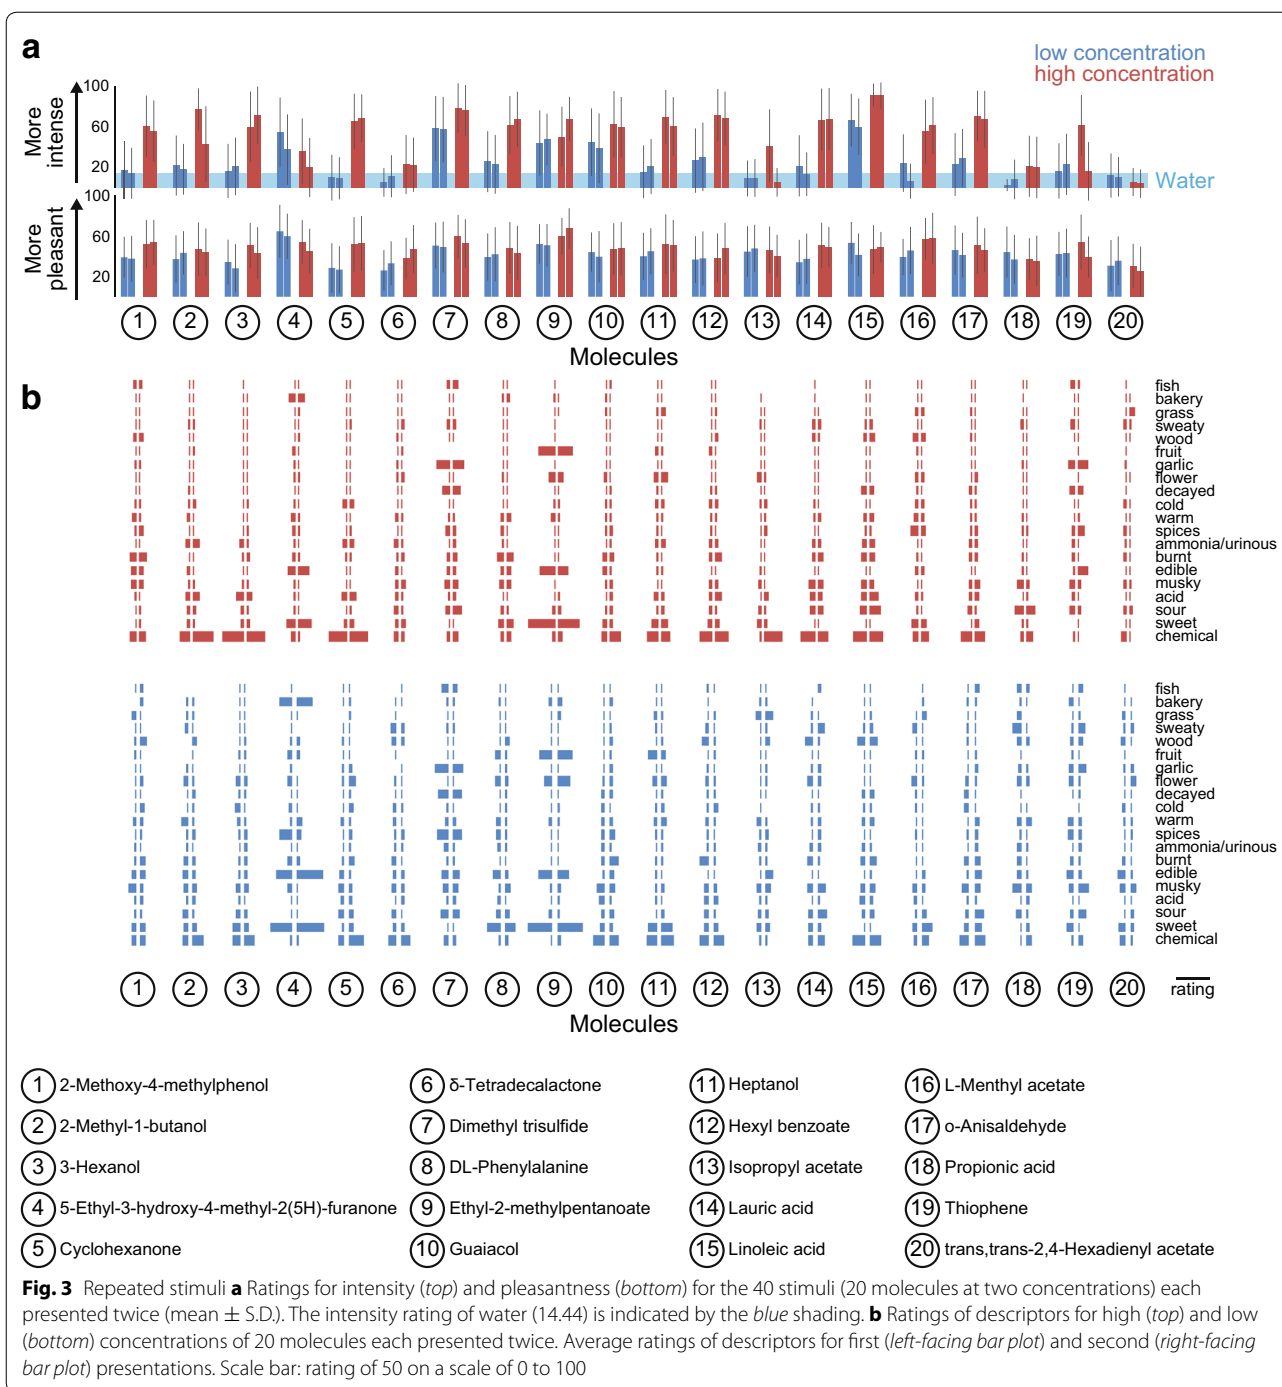 a
low concentration
high concentration
More intense
100
60
20
Water
More pleasant
100
60
20
1 2 3 4 5 6 7 8 9 10 11 12 13 14 15 16 17 18 19 20
Molecules
b
fish
bakery
grass
sweaty
wood
fruit
garlic
flower
decayed
cold
warm
spices
ammonia/urinous
burnt
edible
musky
acid
sour
sweet
chemical
fish
bakery
grass
sweaty
wood
fruit
garlic
flower
decayed
cold
warm
spices
ammonia/urinous
burnt
edible
musky
acid
sour
sweet
chemical
1 2 3 4 5 6 7 8 9 10 11 12 13 14 15 16 17 18 19 20
rating
Molecules
1 2-Methoxy-4-methylphenol
2 2-Methyl-1-butanol
3 3-Hexanol
4 5-Ethyl-3-hydroxy-4-methyl-2(5H)-furanone
5 Cyclohexanone
6 δ-Tetradecalactone
7 Dimethyl trisulfide
8 DL-Phenylalanine
9 Ethyl-2-methylpentanoate
10 Guaiacol
11 Heptanol
12 Hexyl benzoate
13 Isopropyl acetate
14 Lauric acid
15 Linoleic acid
16 L-Menthyl acetate
17 o-Anisaldehyde
18 Propionic acid
19 Thiophene
20 trans,trans-2,4-Hexadienyl acetate
Fig. 3 Repeated stimuli a Ratings for intensity (top) and pleasantness (bottom) for the 40 stimuli (20 molecules at two concentrations) each
presented twice (mean ± S.D.). The intensity rating of water (14.44) is indicated by the blue shading. b Ratings of descriptors for high (top) and low
(bottom) concentrations of 20 molecules each presented twice. Average ratings of descriptors for first (left-facing bar plot) and second (right-facing
bar plot) presentations. Scale bar: rating of 50 on a scale of 0 to 100